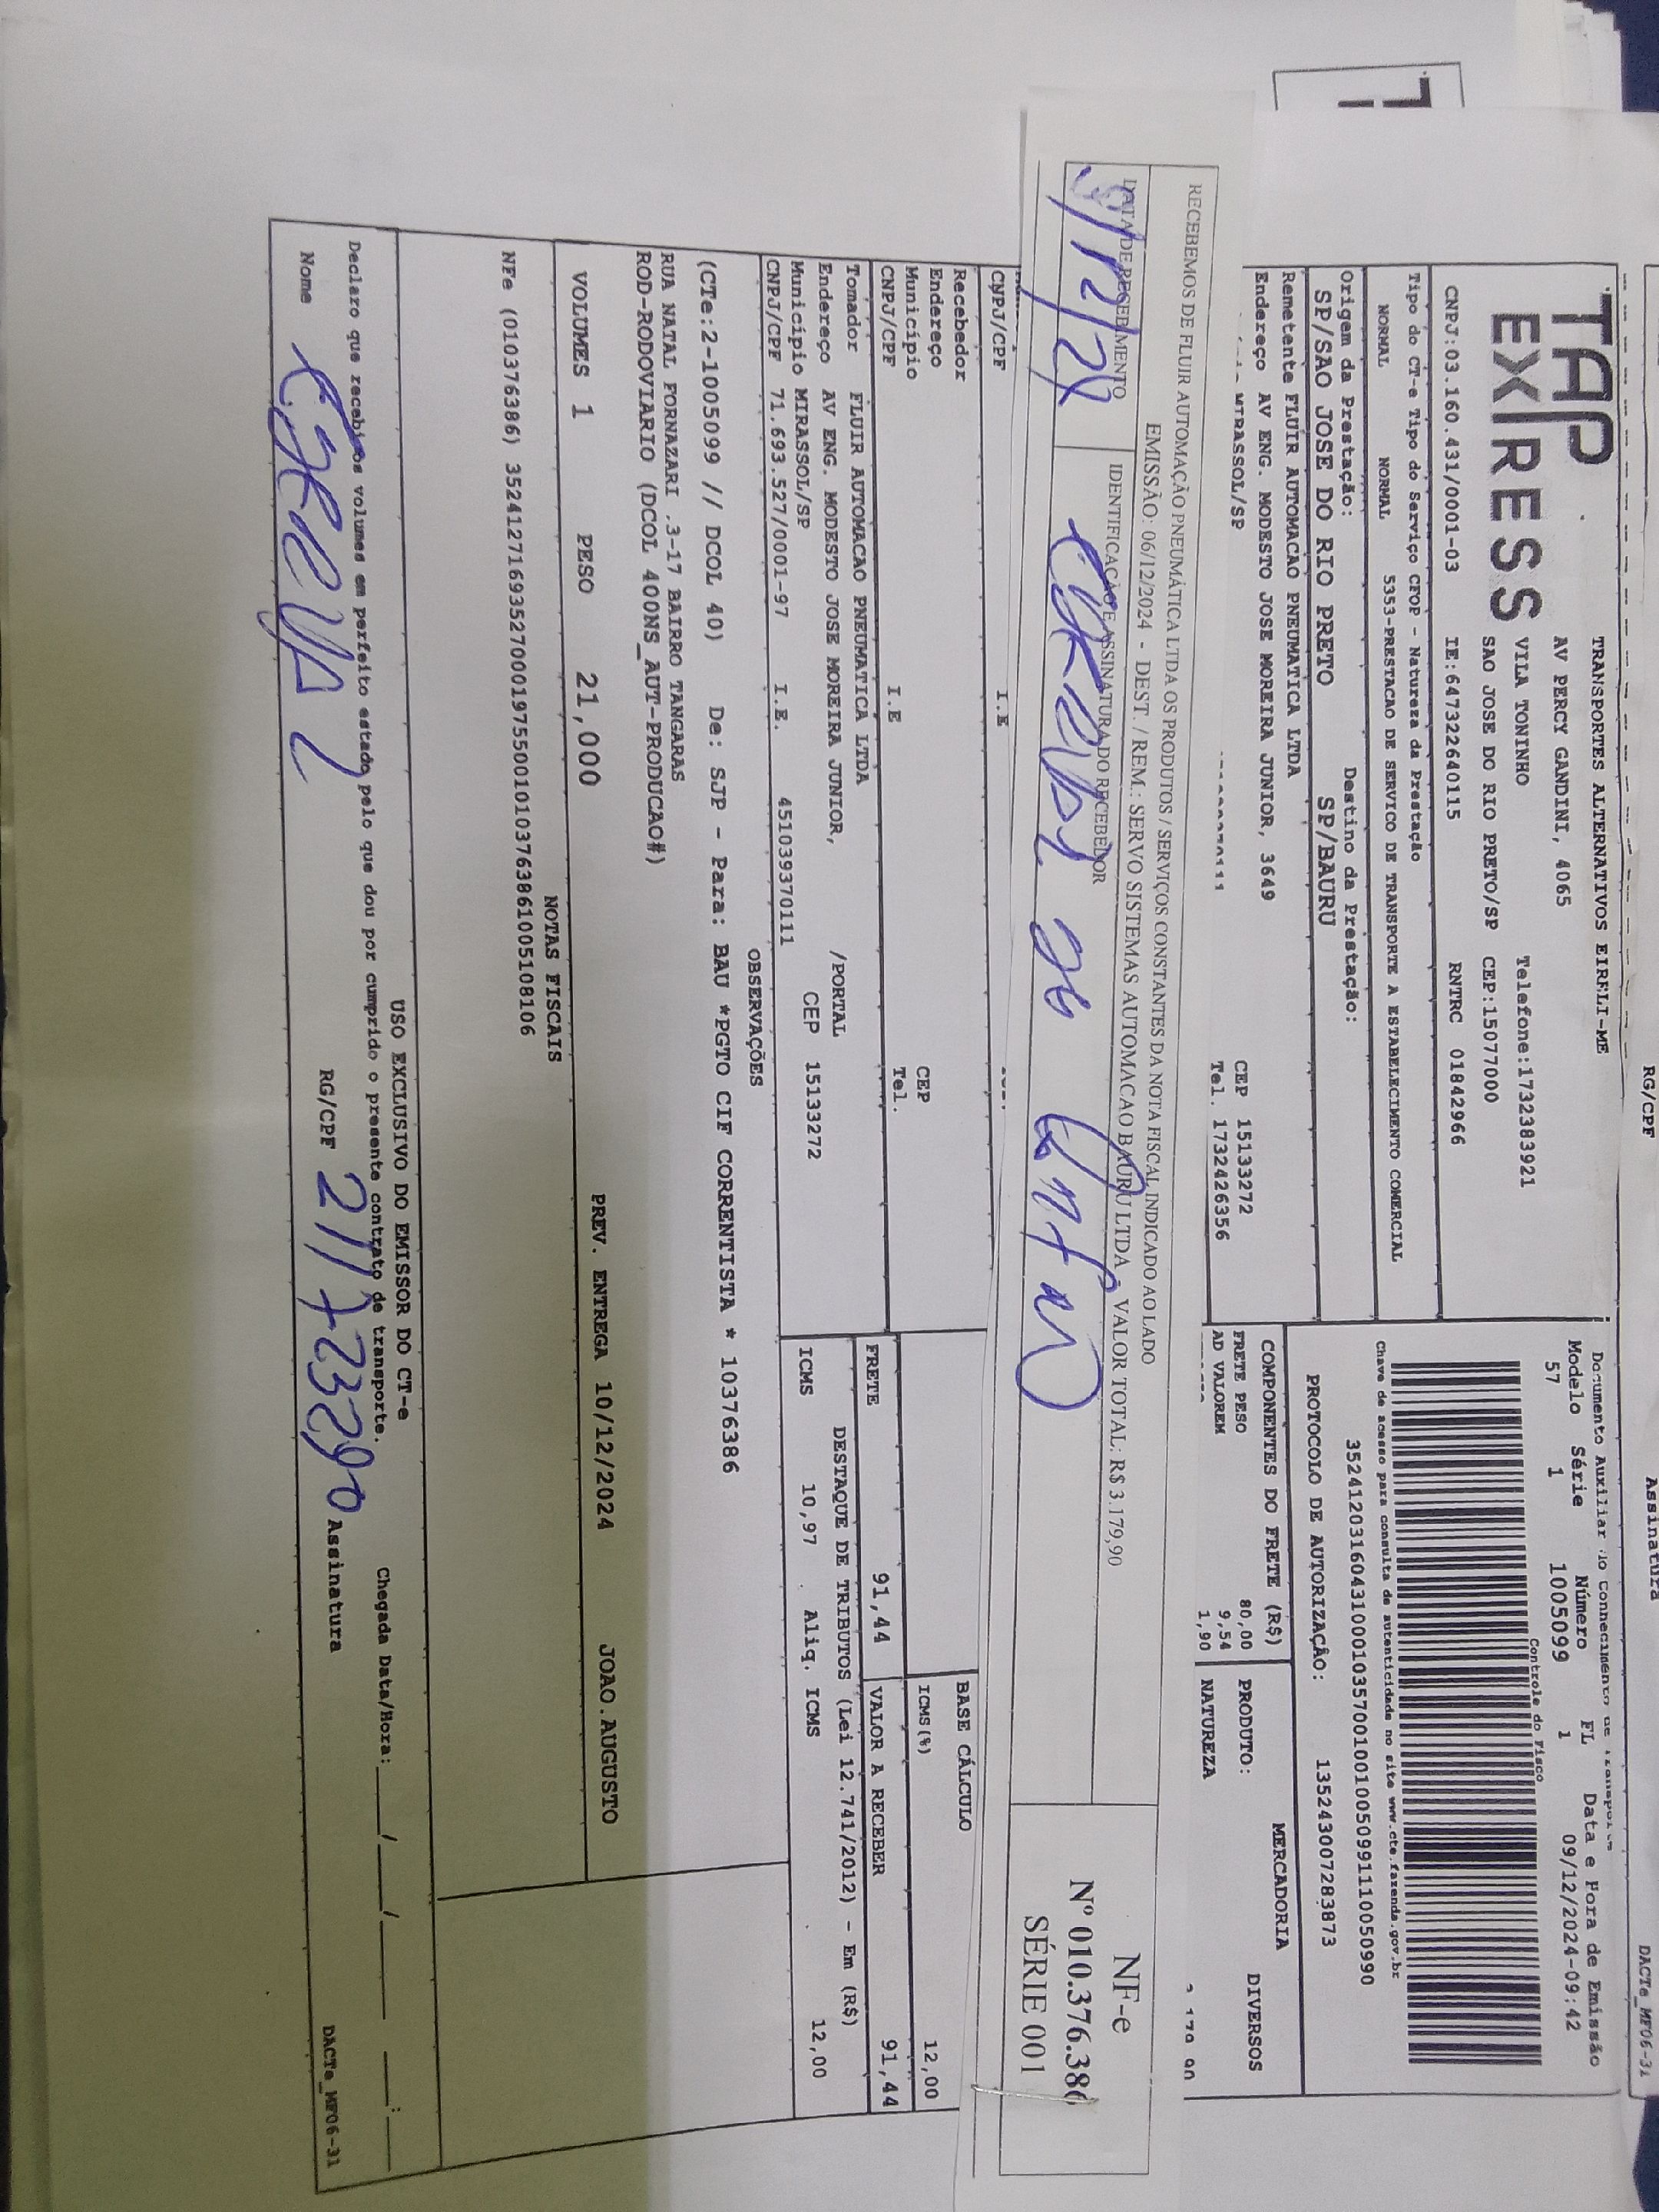 RG/CPF
Assinatura
DACTe_MF06-31
TAP
EXPRESS
TRANSPORTES ALTERNATIVOS EIRELI-ME
AV PERCY GANDINI, 4065
VILA TONINHO Telefone:1732383921
SAO JOSE DO RIO PRETO/SP CEP:15077000
CNPJ:03.160.431/0001-03 IE:647322640115 RNTRC 01842966
Documento Auxiliar do Conhecimento de Transporte
Modelo Série Número FL Data e Hora de Emissão
57 1 1005099 1 09/12/2024-09:42
Controle do Fisco
Chave de acesso para consulta de autenticidade no site www.cte.fazenda.gov.br
35241203160431000103570010010050991110050990
PROTOCOLO DE AUTORIZAÇÃO: 135243007283873
Tipo do CT-e Tipo do Serviço CFOP - Natureza da Prestação
NORMAL NORMAL 5353-PRESTACAO DE SERVICO DE TRANSPORTE A ESTABELECIMENTO COMERCIAL
Origem da Prestação: Destino da Prestação:
SP/SAO JOSE DO RIO PRETO SP/BAURU
Remetente FLUIR AUTOMACAO PNEUMATICA LTDA
Endereço AV ENG. MODESTO JOSE MOREIRA JUNIOR, 3649
MIRASSOL/SP
CEP 15133272
Tel. 1732426356
COMPONENTES DO FRETE (R$) MERCADORIA
FRETE PESO 80,00 PRODUTO: DIVERSOS
AD VALOREM 9,54
1,90 NATUREZA
RECEBEMOS DE FLUIR AUTOMAÇÃO PNEUMÁTICA LTDA OS PRODUTOS / SERVIÇOS CONSTANTES DA NOTA FISCAL INDICADO AO LADO
EMISSÃO: 06/12/2024 - DEST. / REM.: SERVO SISTEMAS AUTOMACAO BAURU LTDA - VALOR TOTAL: R$ 3.179,90
DATA DE RECEBIMENTO IDENTIFICAÇÃO E ASSINATURA DO RECEBEDOR
NF-e
Nº 010.376.386
SÉRIE 001
CNPJ/CPF I.E
Recebedor
Endereço
Município CEP
CNPJ/CPF I.E Tel.
BASE CÁLCULO
ICMS(%) 12,00
FRETE 91,44 VALOR A RECEBER 91,44
Tomador FLUIR AUTOMACAO PNEUMATICA LTDA
Endereço AV ENG. MODESTO JOSE MOREIRA JUNIOR, /PORTAL
Município MIRASSOL/SP CEP 15133272
CNPJ/CPF 71.693.527/0001-97 I.E. 451039370111
DESTAQUE DE TRIBUTOS (Lei 12.741/2012) - Em (R$)
ICMS 10,97 Aliq. ICMS 12,00
OBSERVAÇÕES
(CTe:2-1005099 // DCOL 40) De: SJP - Para: BAU *PGTO CIF CORRENTISTA * 10376386
RUA NATAL FORNAZARI .3-17 BAIRRO TANGARAS
ROD-RODOVIARIO (DCOL 400NS_AUT-PRODUCAO#)
VOLUMES 1 PESO 21,000 PREV. ENTREGA 10/12/2024 JOAO.AUGUSTO
NOTAS FISCAIS
NFe (010376386) 35241271693527000197550010103763861005108106
USO EXCLUSIVO DO EMISSOR DO CT-e
Declaro que recebi os volumes em perfeito estado pelo que dou por cumprido o presente contrato de transporte.
Chegada Data/Hora: ___/___/_____ ___:___
Nome RG/CPF Assinatura
DACTe_MF06-31